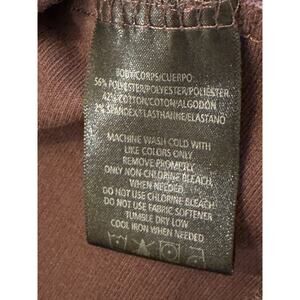 BODY/CORPS/CUERPO:
56% POLYESTER/POLYESTER/POLIÉSTER
42% COTTON/COTON/ALGODÓN
2% SPANDEX/ELASTHANNE/ELASTANO
MACHINE WASH COLD WITH
LIKE COLORS ONLY
REMOVE PROMPTLY
ONLY NON-CHLORINE BLEACH,
WHEN NEEDED.
DO NOT USE CHLORINE BLEACH.
DO NOT USE FABRIC SOFTENER
TUMBLE DRY LOW
COOL IRON WHEN NEEDED